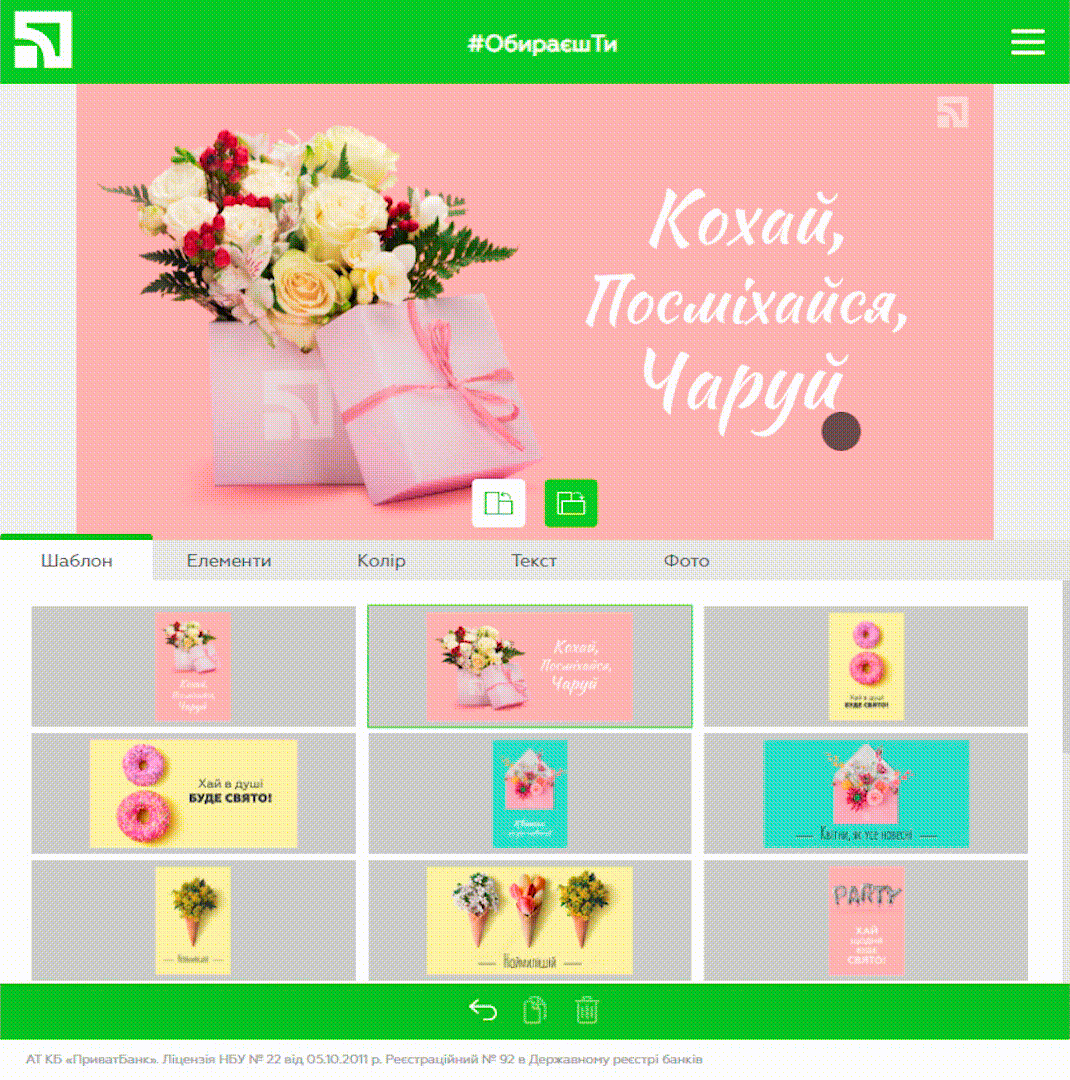 #ОбираєшТи
Кохай,
Посміхайся,
Чаруй
Шаблон
Елементи
Колір
Текст
Фото
Кохай,
Посміхайся,
Чаруй
Кохай,
Посміхайся,
Чаруй
Хай в душі
БУДЕ СВЯТО!
Хай в душі
БУДЕ СВЯТО!
Квітни, як усе навесні
Наймиліший
Наймиліший
PARTY
ХАЙ
ЩОДНЯ
БУДЕ
СВЯТО!
АТ КБ «ПриватБанк». Ліцензія НБУ № 22 від 05.10.2011 р. Реєстраційний № 92 в Державному реєстрі банків